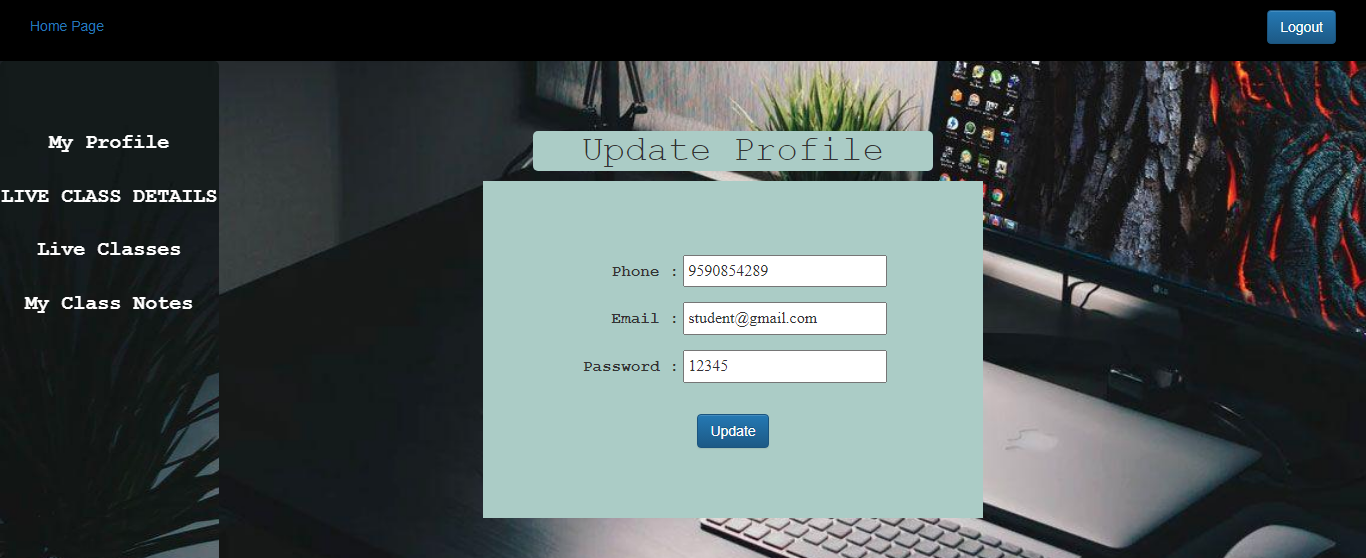 Home Page
Logout
My Profile
LIVE CLASS DETAILS
Live Classes
My Class Notes
Update Profile
Phone : 9590854289
Email : student@gmail.com
Password : 12345
Update
LG